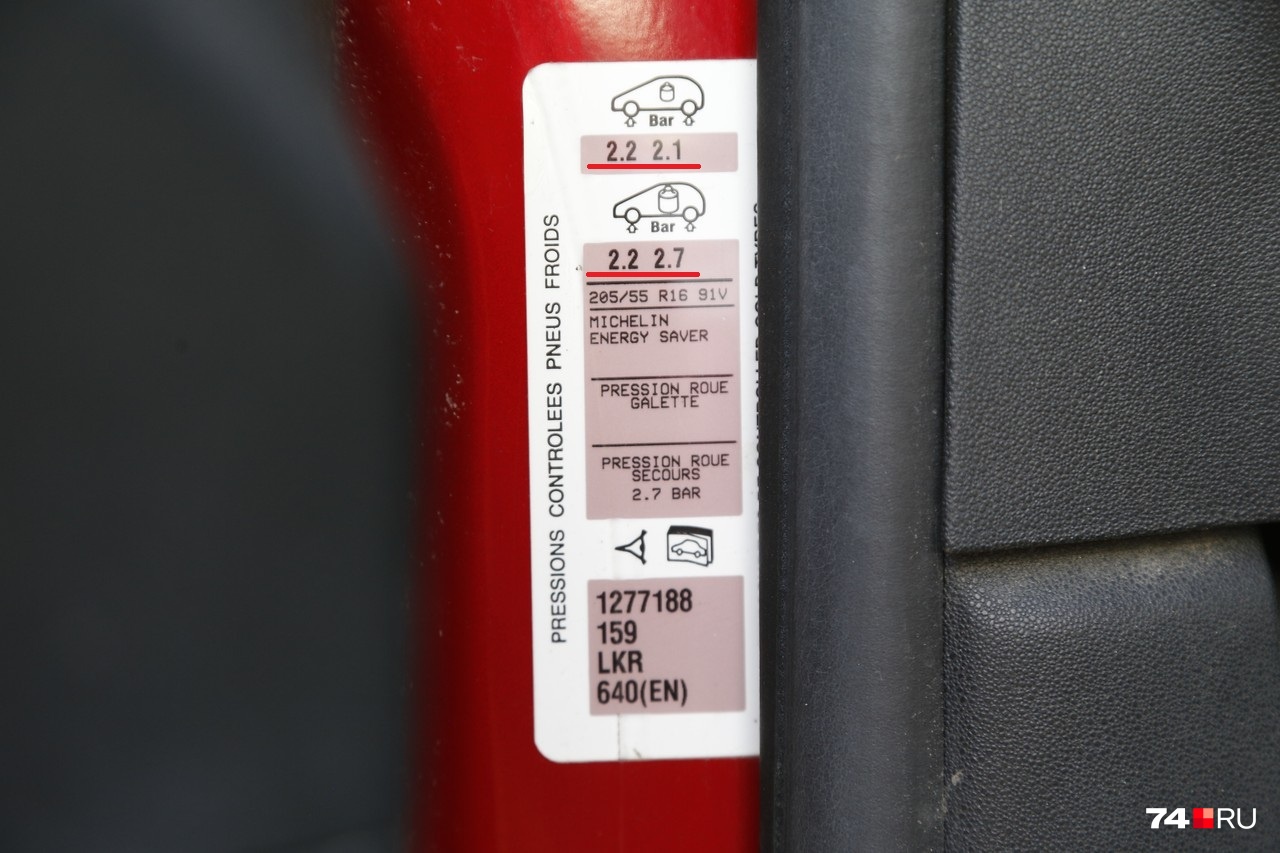 Bar
2.2 2.1
Bar
2.2 2.7
205/55 R16 91V
MICHELIN
ENERGY SAVER
PRESSION ROUE
GALETTE
PRESSION ROUE
SECOURS
2.7 BAR
1277188
159
LKR
640(EN)
PRESSIONS CONTROLEES PNEUS FROIDS
74 RU